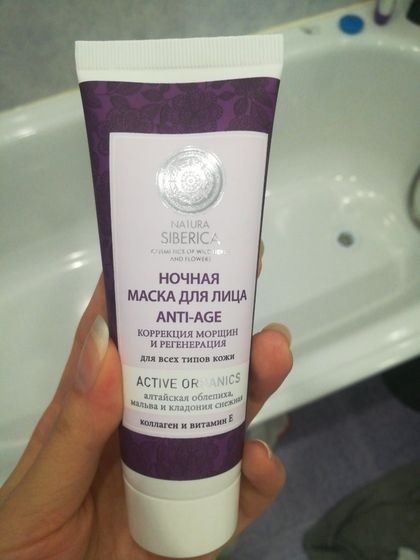 NATURA
SIBERICA
COSMETICS OF WILD HERBS
AND FLOWERS
НОЧНАЯ
МАСКА ДЛЯ ЛИЦА
ANTI-AGE
КОРРЕКЦИЯ МОРЩИН
И РЕГЕНЕРАЦИЯ
для всех типов кожи
ACTIVE ORGANICS
алтайская облепиха,
мальва и кладония снежная
коллаген и витамин Е